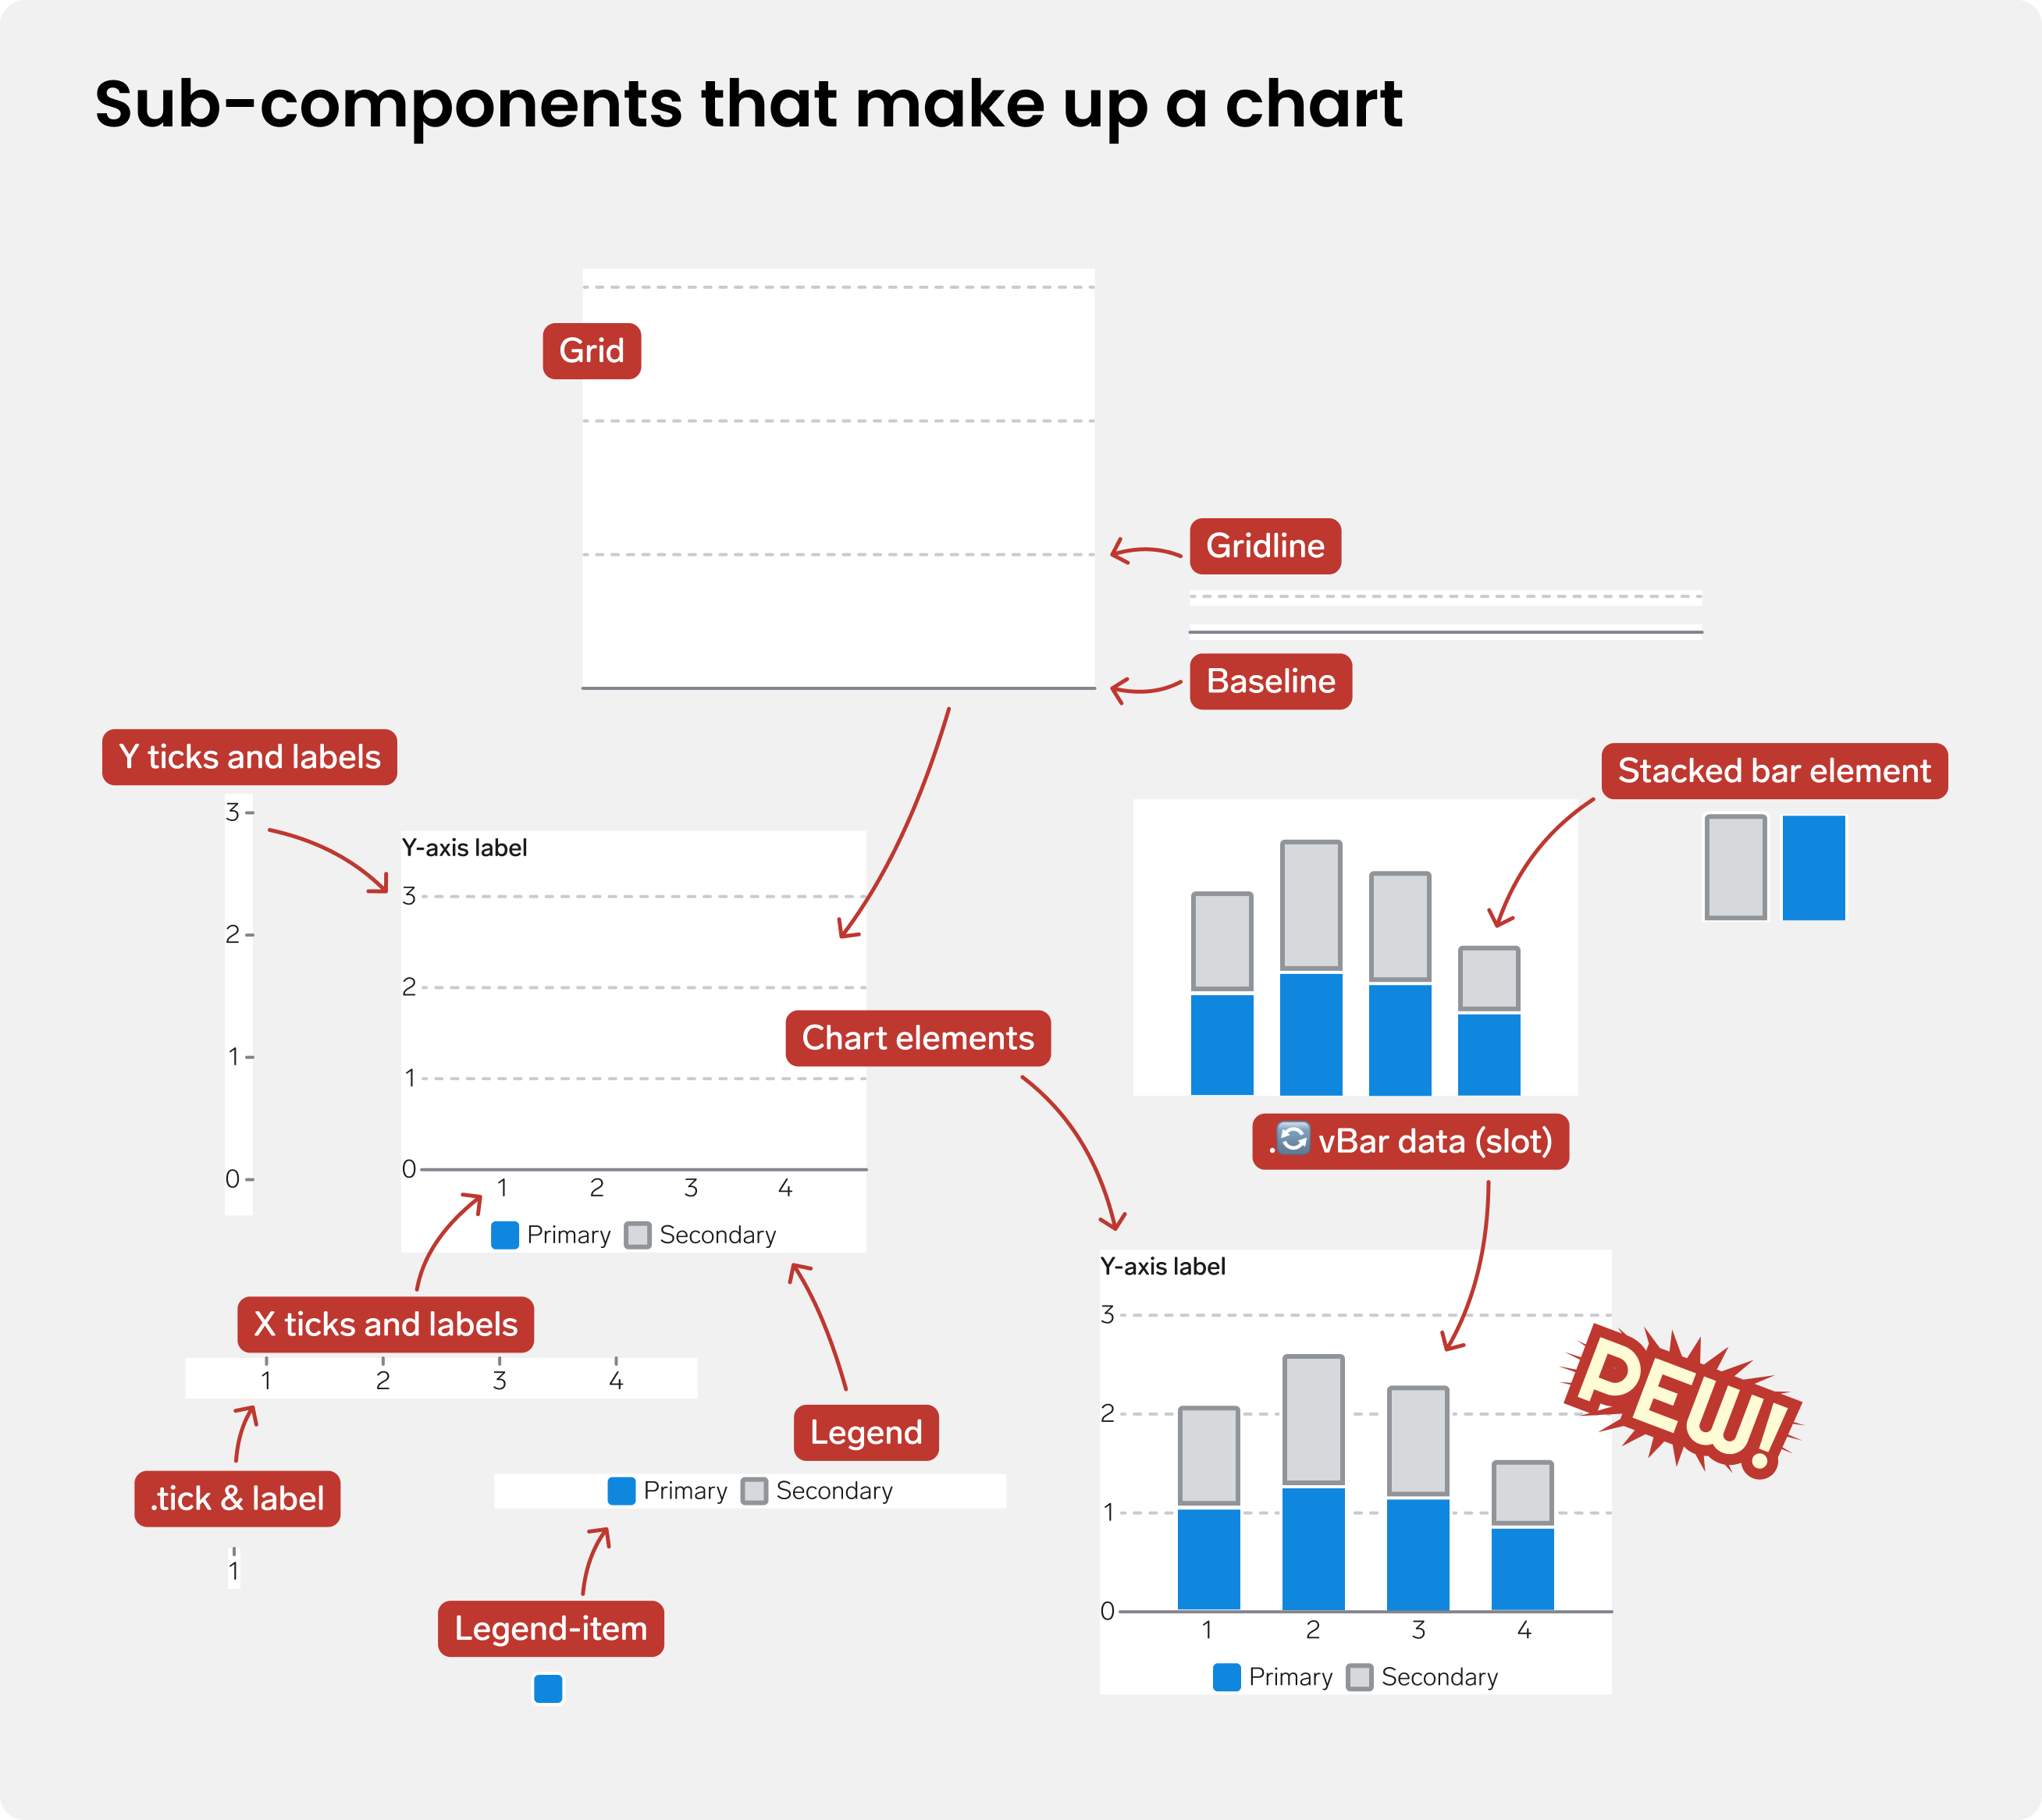 Sub-components that make up a chart
Grid
Gridline
Baseline
Y ticks and labels
3
2
1
0
Y-axis label
3
2
1
0
1 2 3 4
Primary Secondary
Chart elements
Stacked bar element
.🔄 vBar data (slot)
X ticks and labels
1 2 3 4
.tick & label
1
Legend
Primary Secondary
Legend-item
Y-axis label
3
2
1
0
1 2 3 4
Primary Secondary
PEW!